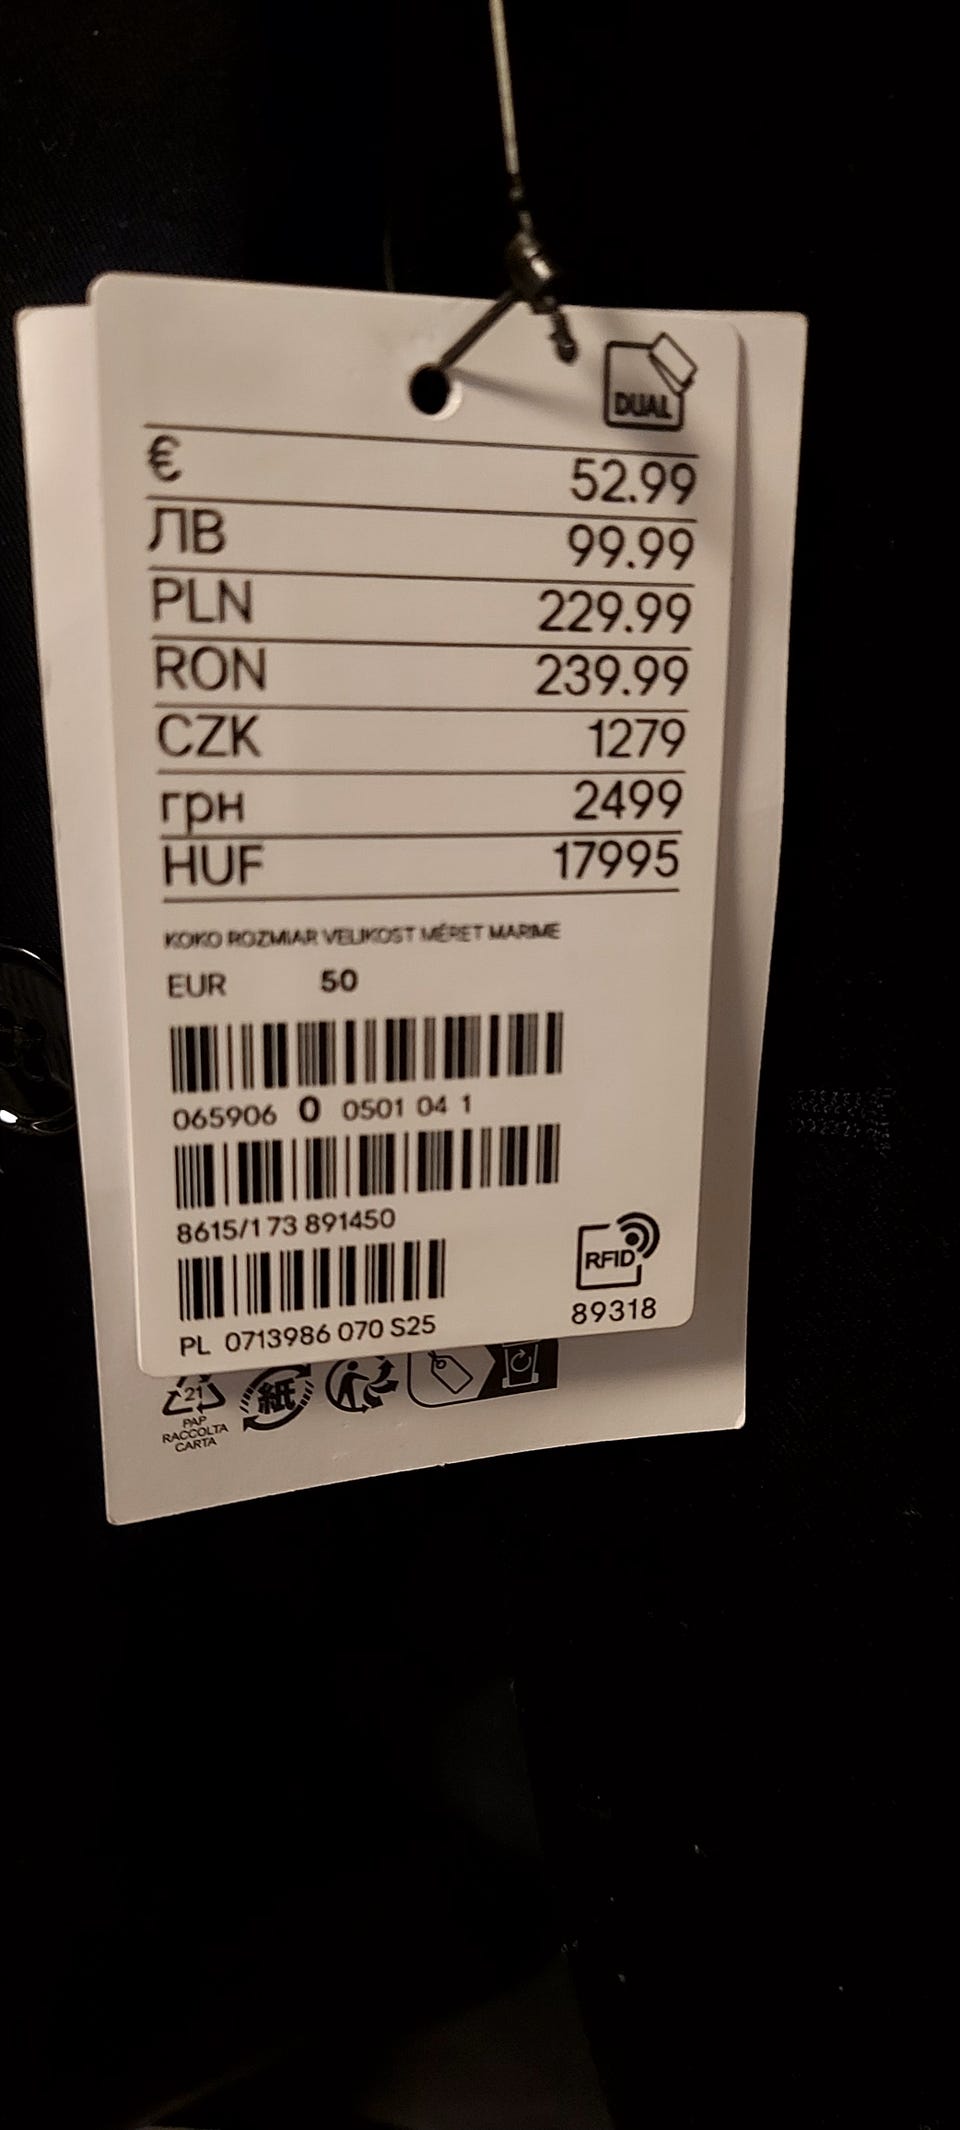 DUAL
€ 52.99
ЛВ 99.99
PLN 229.99
RON 239.99
CZK 1279
грн 2499
HUF 17995
KOKO ROZMIAR VELIKOST MÉRET MARIME
EUR 50
065906 0 0501 04 1
8615/173 891450
RFID
89318
PL 0713986 070 S25
21
紙
PAP
RACCOLTA
CARTA